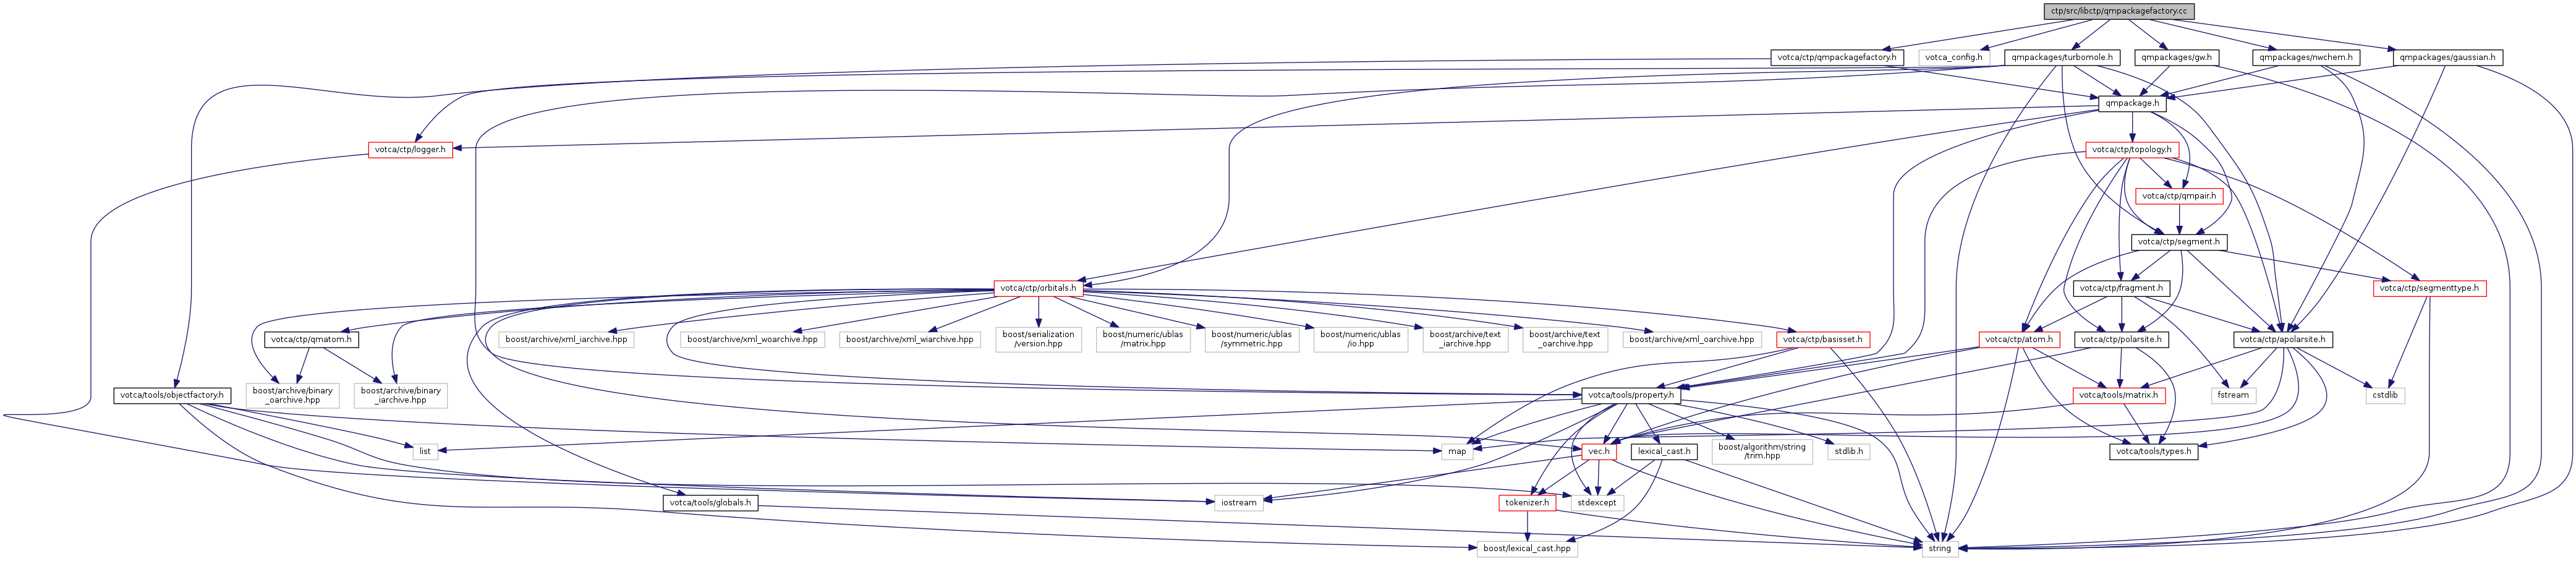 ctp/src/libctp/qmpackagefactory.cc
votca/ctp/qmpackagefactory.h
votca_config.h
qmpackages/turbomole.h
qmpackages/gw.h
qmpackages/nwchem.h
qmpackages/gaussian.h
qmpackage.h
votca/ctp/logger.h
votca/ctp/topology.h
votca/ctp/qmpair.h
votca/ctp/segment.h
votca/ctp/orbitals.h
votca/ctp/fragment.h
votca/ctp/segmenttype.h
votca/ctp/qmatom.h
boost/archive/xml_iarchive.hpp
boost/archive/xml_woarchive.hpp
boost/archive/xml_wiarchive.hpp
boost/serialization
/version.hpp
boost/numeric/ublas
/matrix.hpp
boost/numeric/ublas
/symmetric.hpp
boost/numeric/ublas
/io.hpp
boost/archive/text
_iarchive.hpp
boost/archive/text
_oarchive.hpp
boost/archive/xml_oarchive.hpp
votca/ctp/basisset.h
votca/ctp/atom.h
votca/ctp/polarsite.h
votca/ctp/apolarsite.h
votca/tools/objectfactory.h
boost/archive/binary
_oarchive.hpp
boost/archive/binary
_iarchive.hpp
votca/tools/property.h
votca/tools/matrix.h
fstream
cstdlib
list
map
vec.h
lexical_cast.h
boost/algorithm/string
/trim.hpp
stdlib.h
votca/tools/types.h
votca/tools/globals.h
iostream
tokenizer.h
stdexcept
boost/lexical_cast.hpp
string